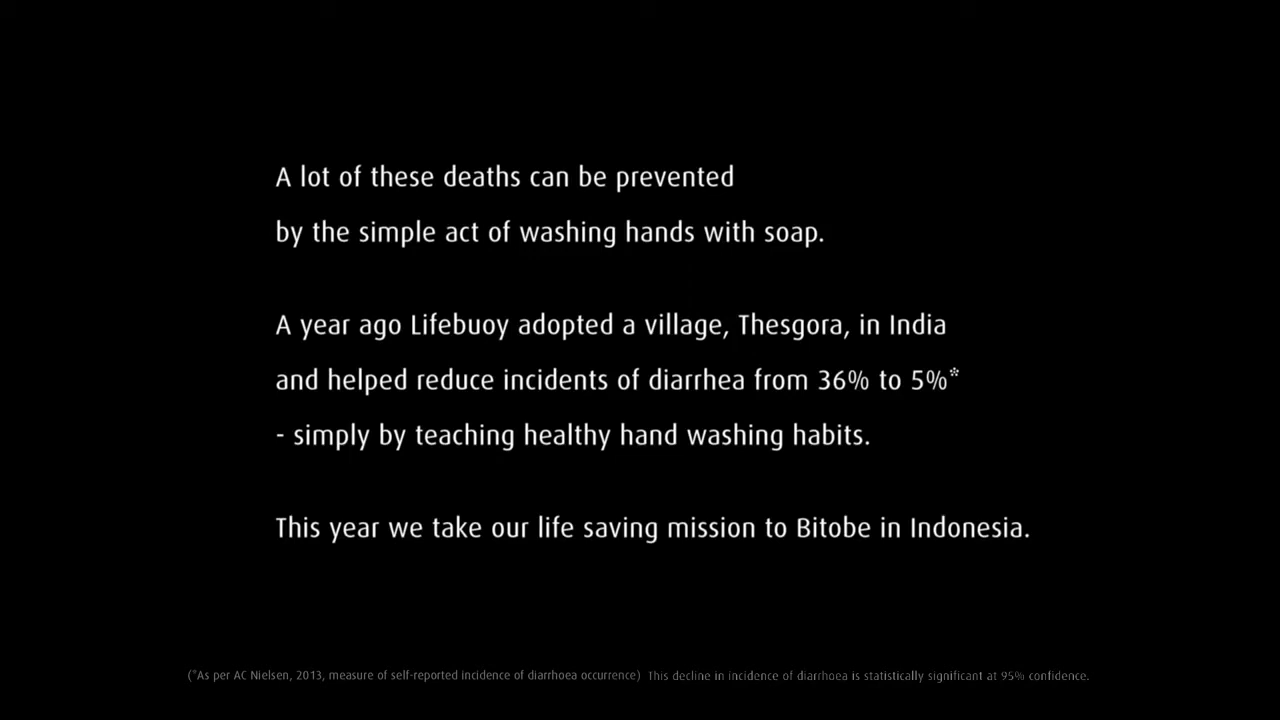 A lot of these deaths can be prevented
by the simple act of washing hands with soap.
A year ago Lifebuoy adopted a village, Thesgora, in India
and helped reduce incidents of diarrhea from 36% to 5%*
- simply by teaching healthy hand washing habits.
This year we take our life saving mission to Bitobe in Indonesia.
(*As per AC Nielsen, 2013, measure of self-reported incidence of diarrhoea occurrence) This decline in incidence of diarrhoea is statistically significant at 95% confidence.